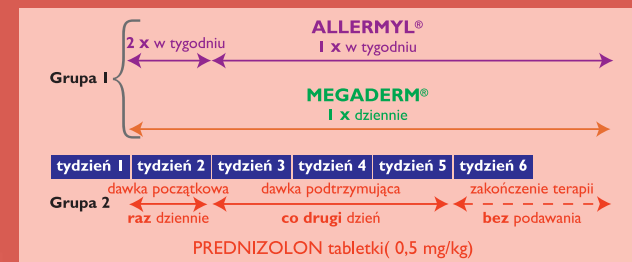 ALLERMYL®
2 x w tygodniu
1 x w tygodniu
Grupa 1
MEGADERM®
1 x dziennie
tydzień 1 tydzień 2 tydzień 3 tydzień 4 tydzień 5 tydzień 6
dawka początkowa dawka podtrzymująca zakończenie terapii
Grupa 2
raz dziennie co drugi dzień bez podawania
PREDNIZOLON tabletki( 0,5 mg/kg)